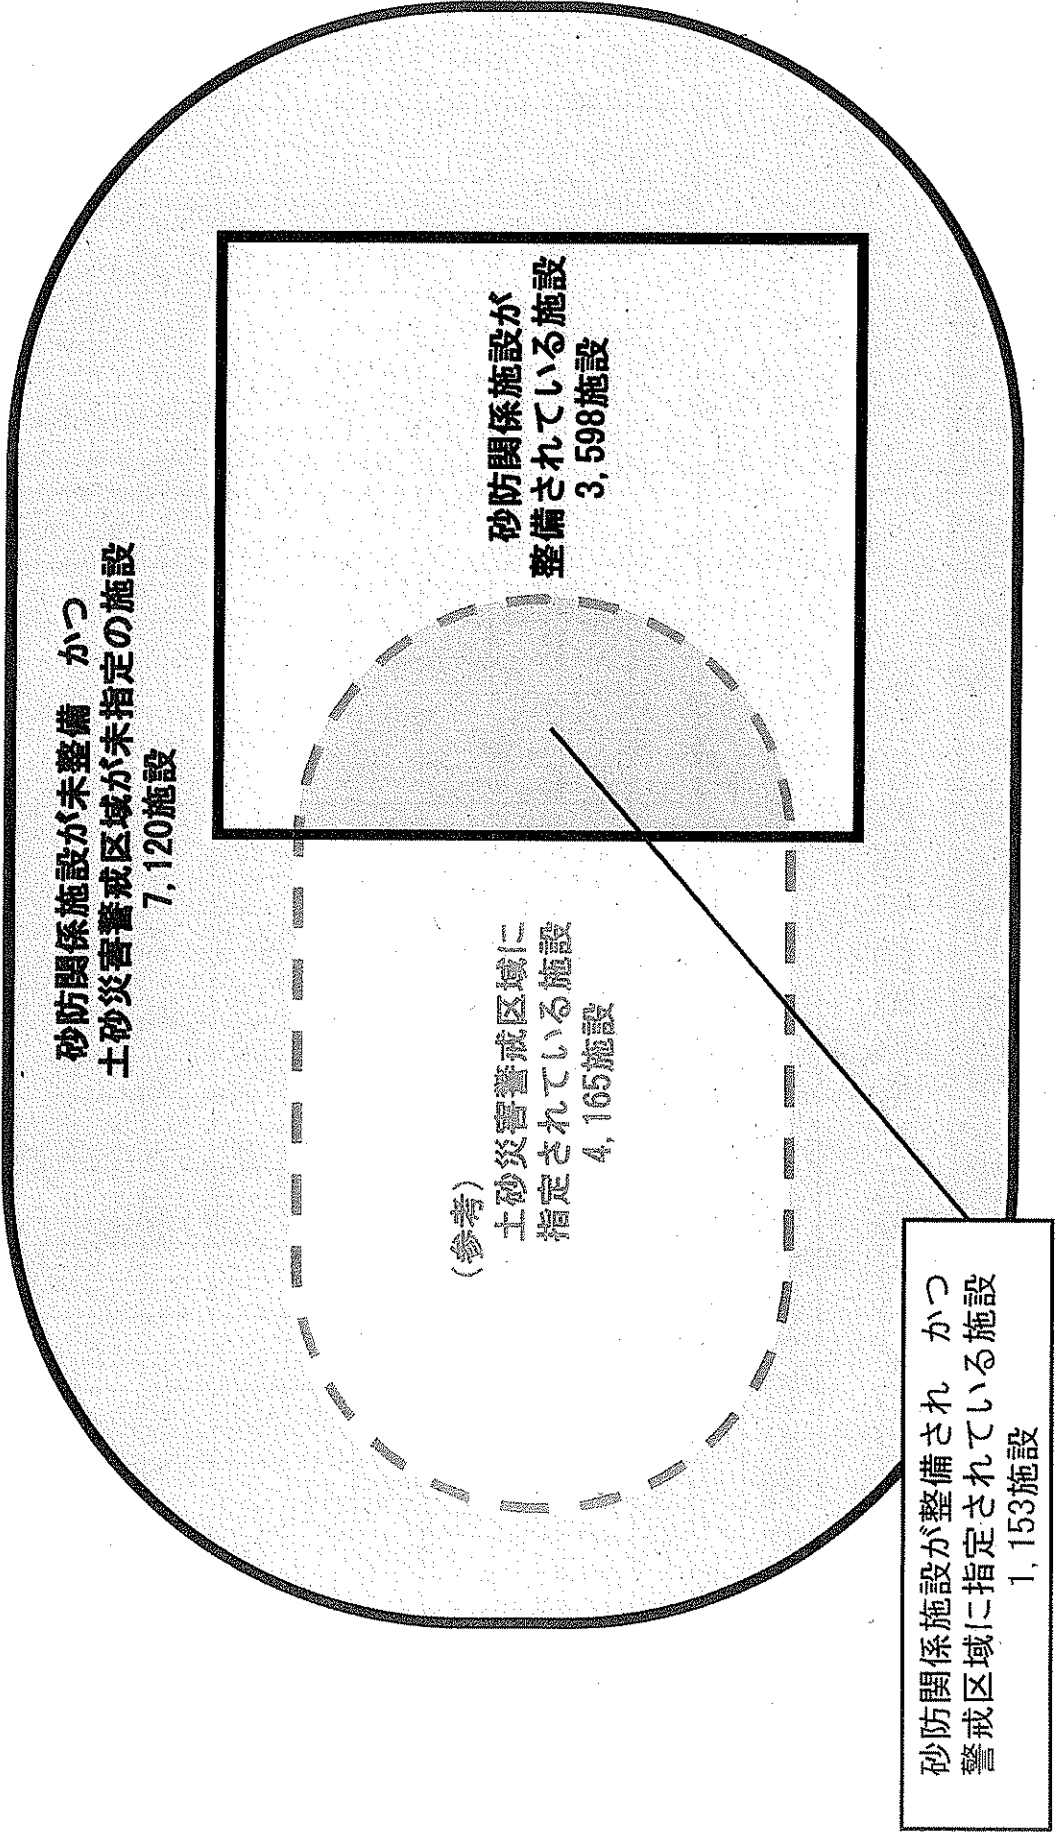 砂防関係施設が未整備　かつ
土砂災害警戒区域が未指定の施設
7,120施設
砂防関係施設が
整備されている施設
3,598施設
(参考)
土砂災害警戒区域に
指定されている施設
4,165施設
砂防関係施設が整備され　かつ
警戒区域に指定されている施設
1,153施設